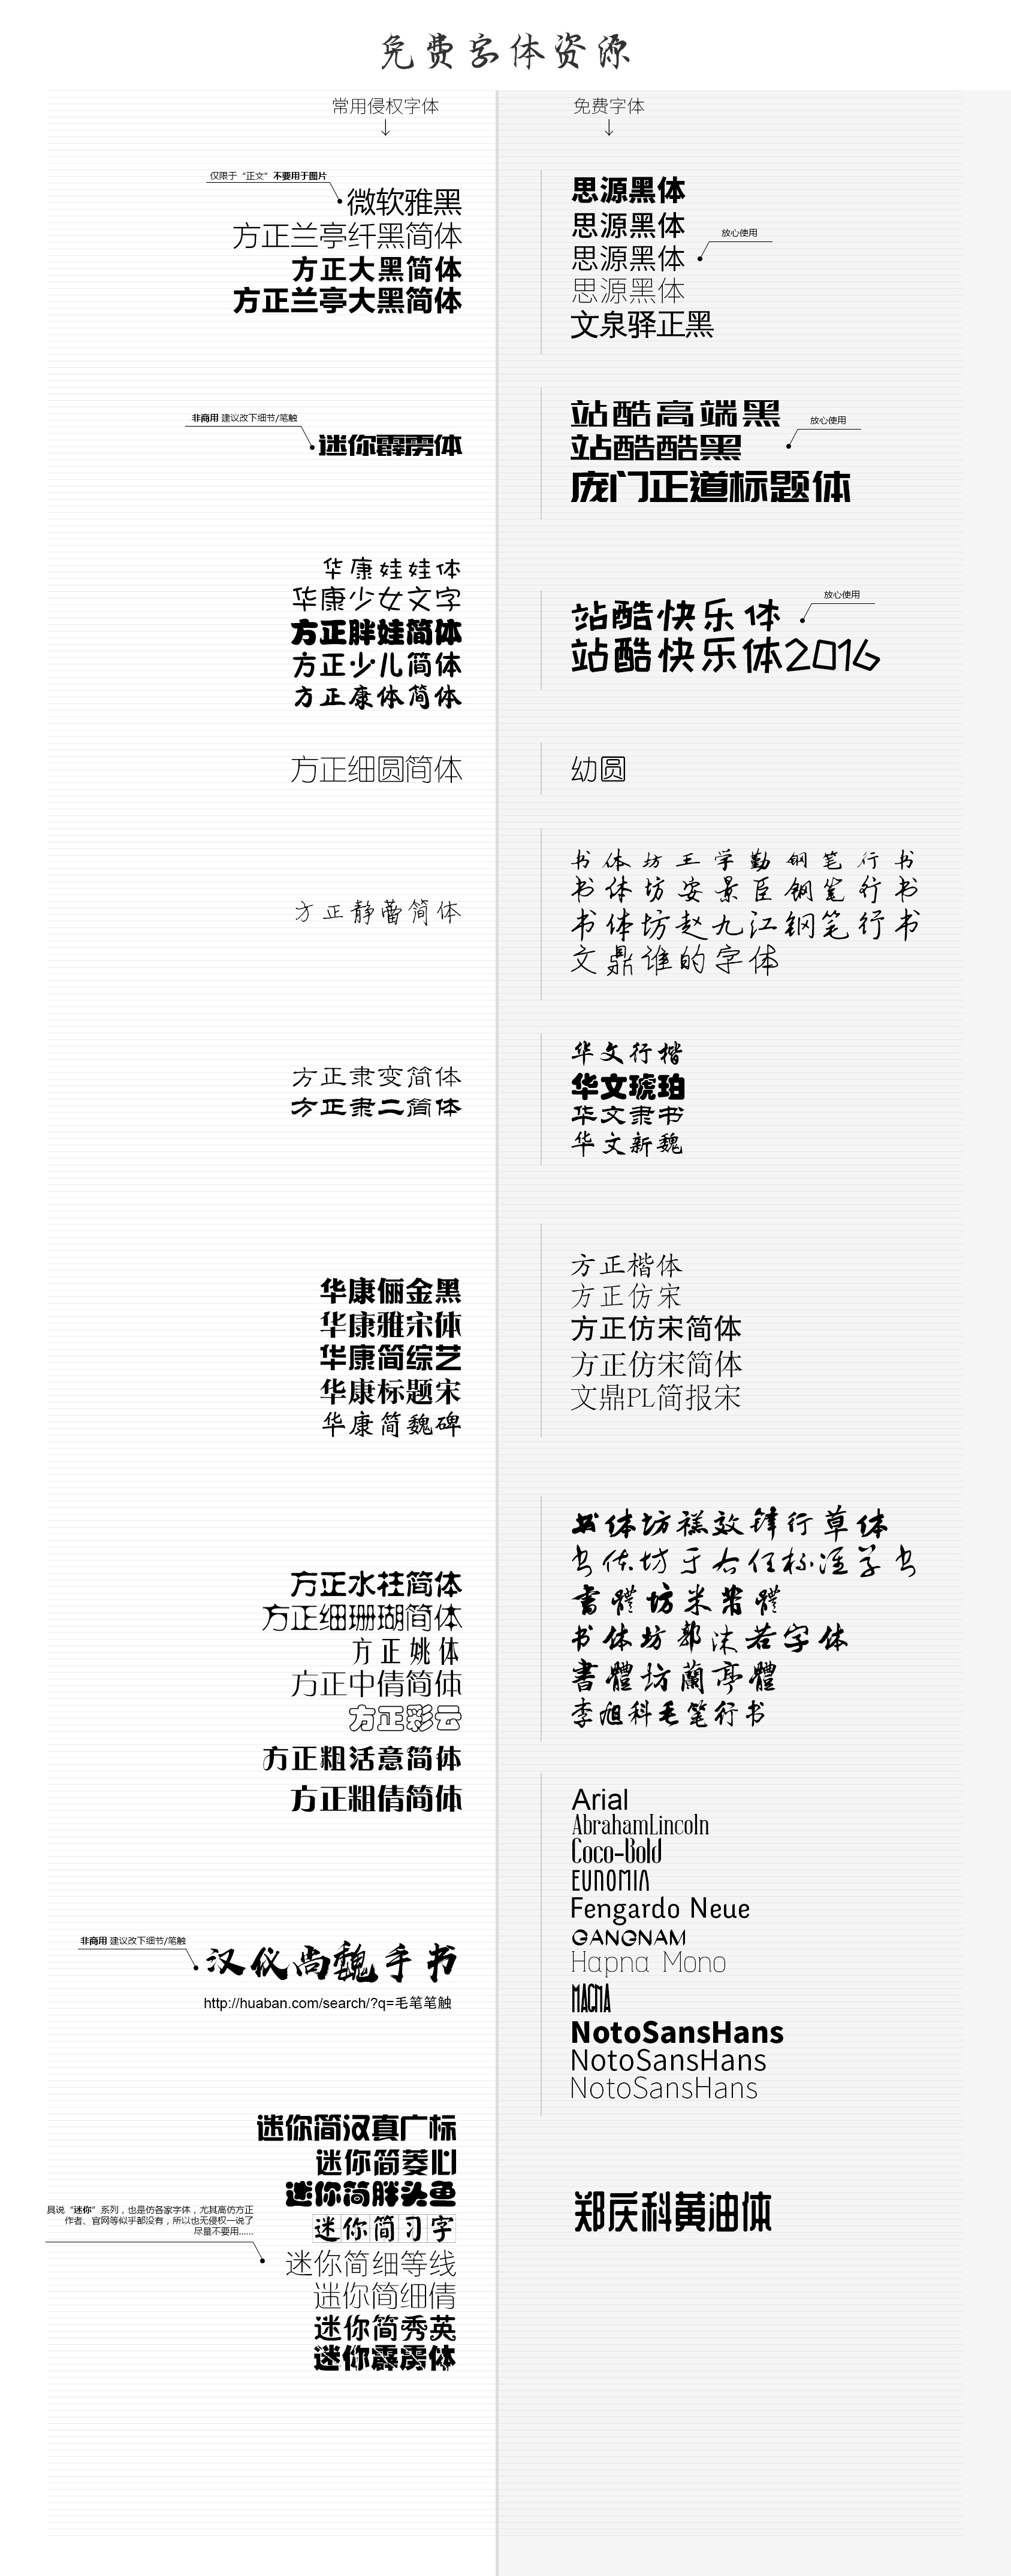 免费字体资源
常用侵权字体
↓
仅限于“正文”不要用于图片
微软雅黑
方正兰亭纤黑简体
方正大黑简体
方正兰亭大黑简体
非商用 建议改下细节/笔触
迷你霹雳体
华康娃娃体
华康少女文字
方正胖娃简体
方正少儿简体
方正康体简体
方正细圆简体
方正静蕾简体
方正隶变简体
方正隶二简体
华康俪金黑
华康雅宋体
华康简综艺
华康标题宋
华康简魏碑
方正水柱简体
方正细珊瑚简体
方正姚体
方正中倩简体
方正彩云
方正粗活意简体
方正粗倩简体
非商用 建议改下细节/笔触
汉仪尚魏手书
http://huaban.com/search/?q=毛笔笔触
迷你简汉真广标
迷你简菱心
迷你简胖头鱼
迷你简习字
具说“迷你”系列，也是仿各家字体，尤其高仿方正
作者、官网等似乎都没有，所以也无侵权一说了
尽量不要用......
迷你简细等线
迷你简细倩
迷你简秀英
迷你霹雳体
免费字体
↓
思源黑体
思源黑体
放心使用
思源黑体
思源黑体
文泉驿正黑
站酷高端黑
放心使用
站酷酷黑
庞门正道标题体
放心使用
站酷快乐体
站酷快乐体2016
幼圆
书体坊王学勤钢笔行书
书体坊安景臣钢笔行书
书体坊赵九江钢笔行书
文鼎谁的字体
华文行楷
华文琥珀
华文隶书
华文新魏
方正楷体
方正仿宋
方正仿宋简体
方正仿宋简体
文鼎PL简报宋
书体坊禚效锋行草体
书体坊于右任标准草书
書體坊米芾體
书体坊郭沫若字体
書體坊蘭亭體
李旭科毛笔行书
Arial
AbrahamLincoln
Coco-Bold
EUNOMIA
Fengardo Neue
GANGNAM
Hapna Mono
MAGMA
NotoSansHans
NotoSansHans
NotoSansHans
郑庆科黄油体